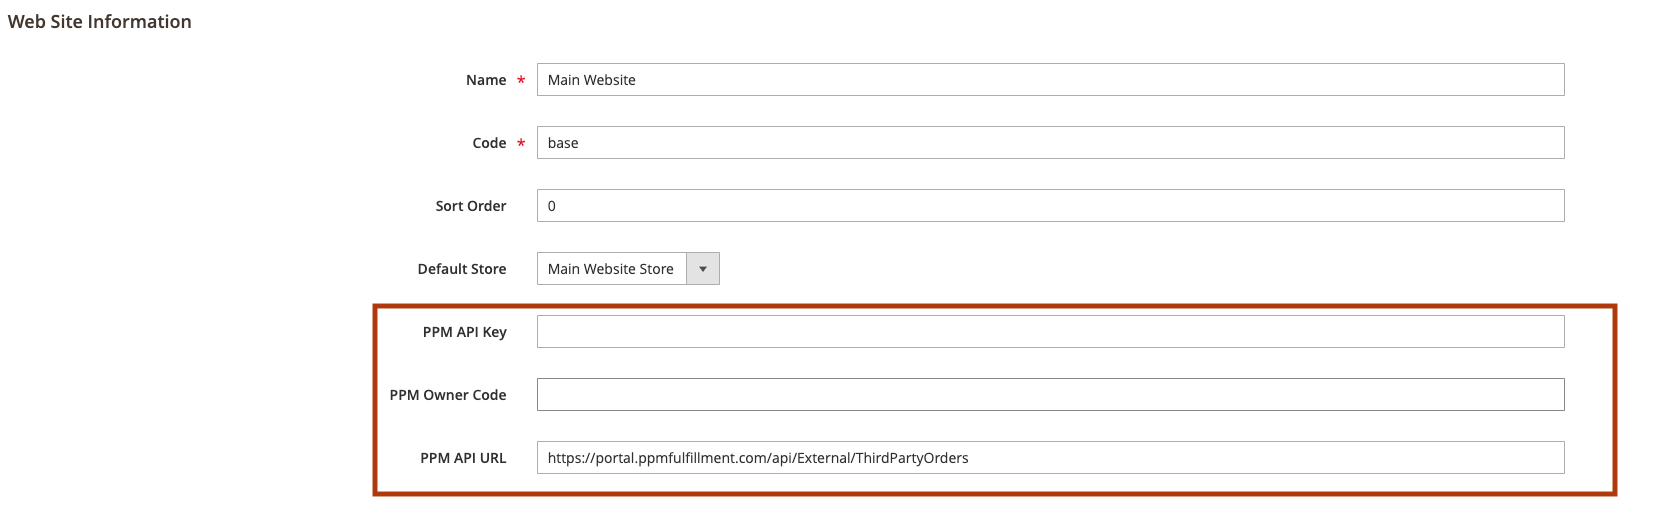 Web Site Information
Name * Main Website
Code * base
Sort Order 0
Default Store Main Website Store
PPM API Key
PPM Owner Code
PPM API URL https://portal.ppmfulfillment.com/api/External/ThirdPartyOrders